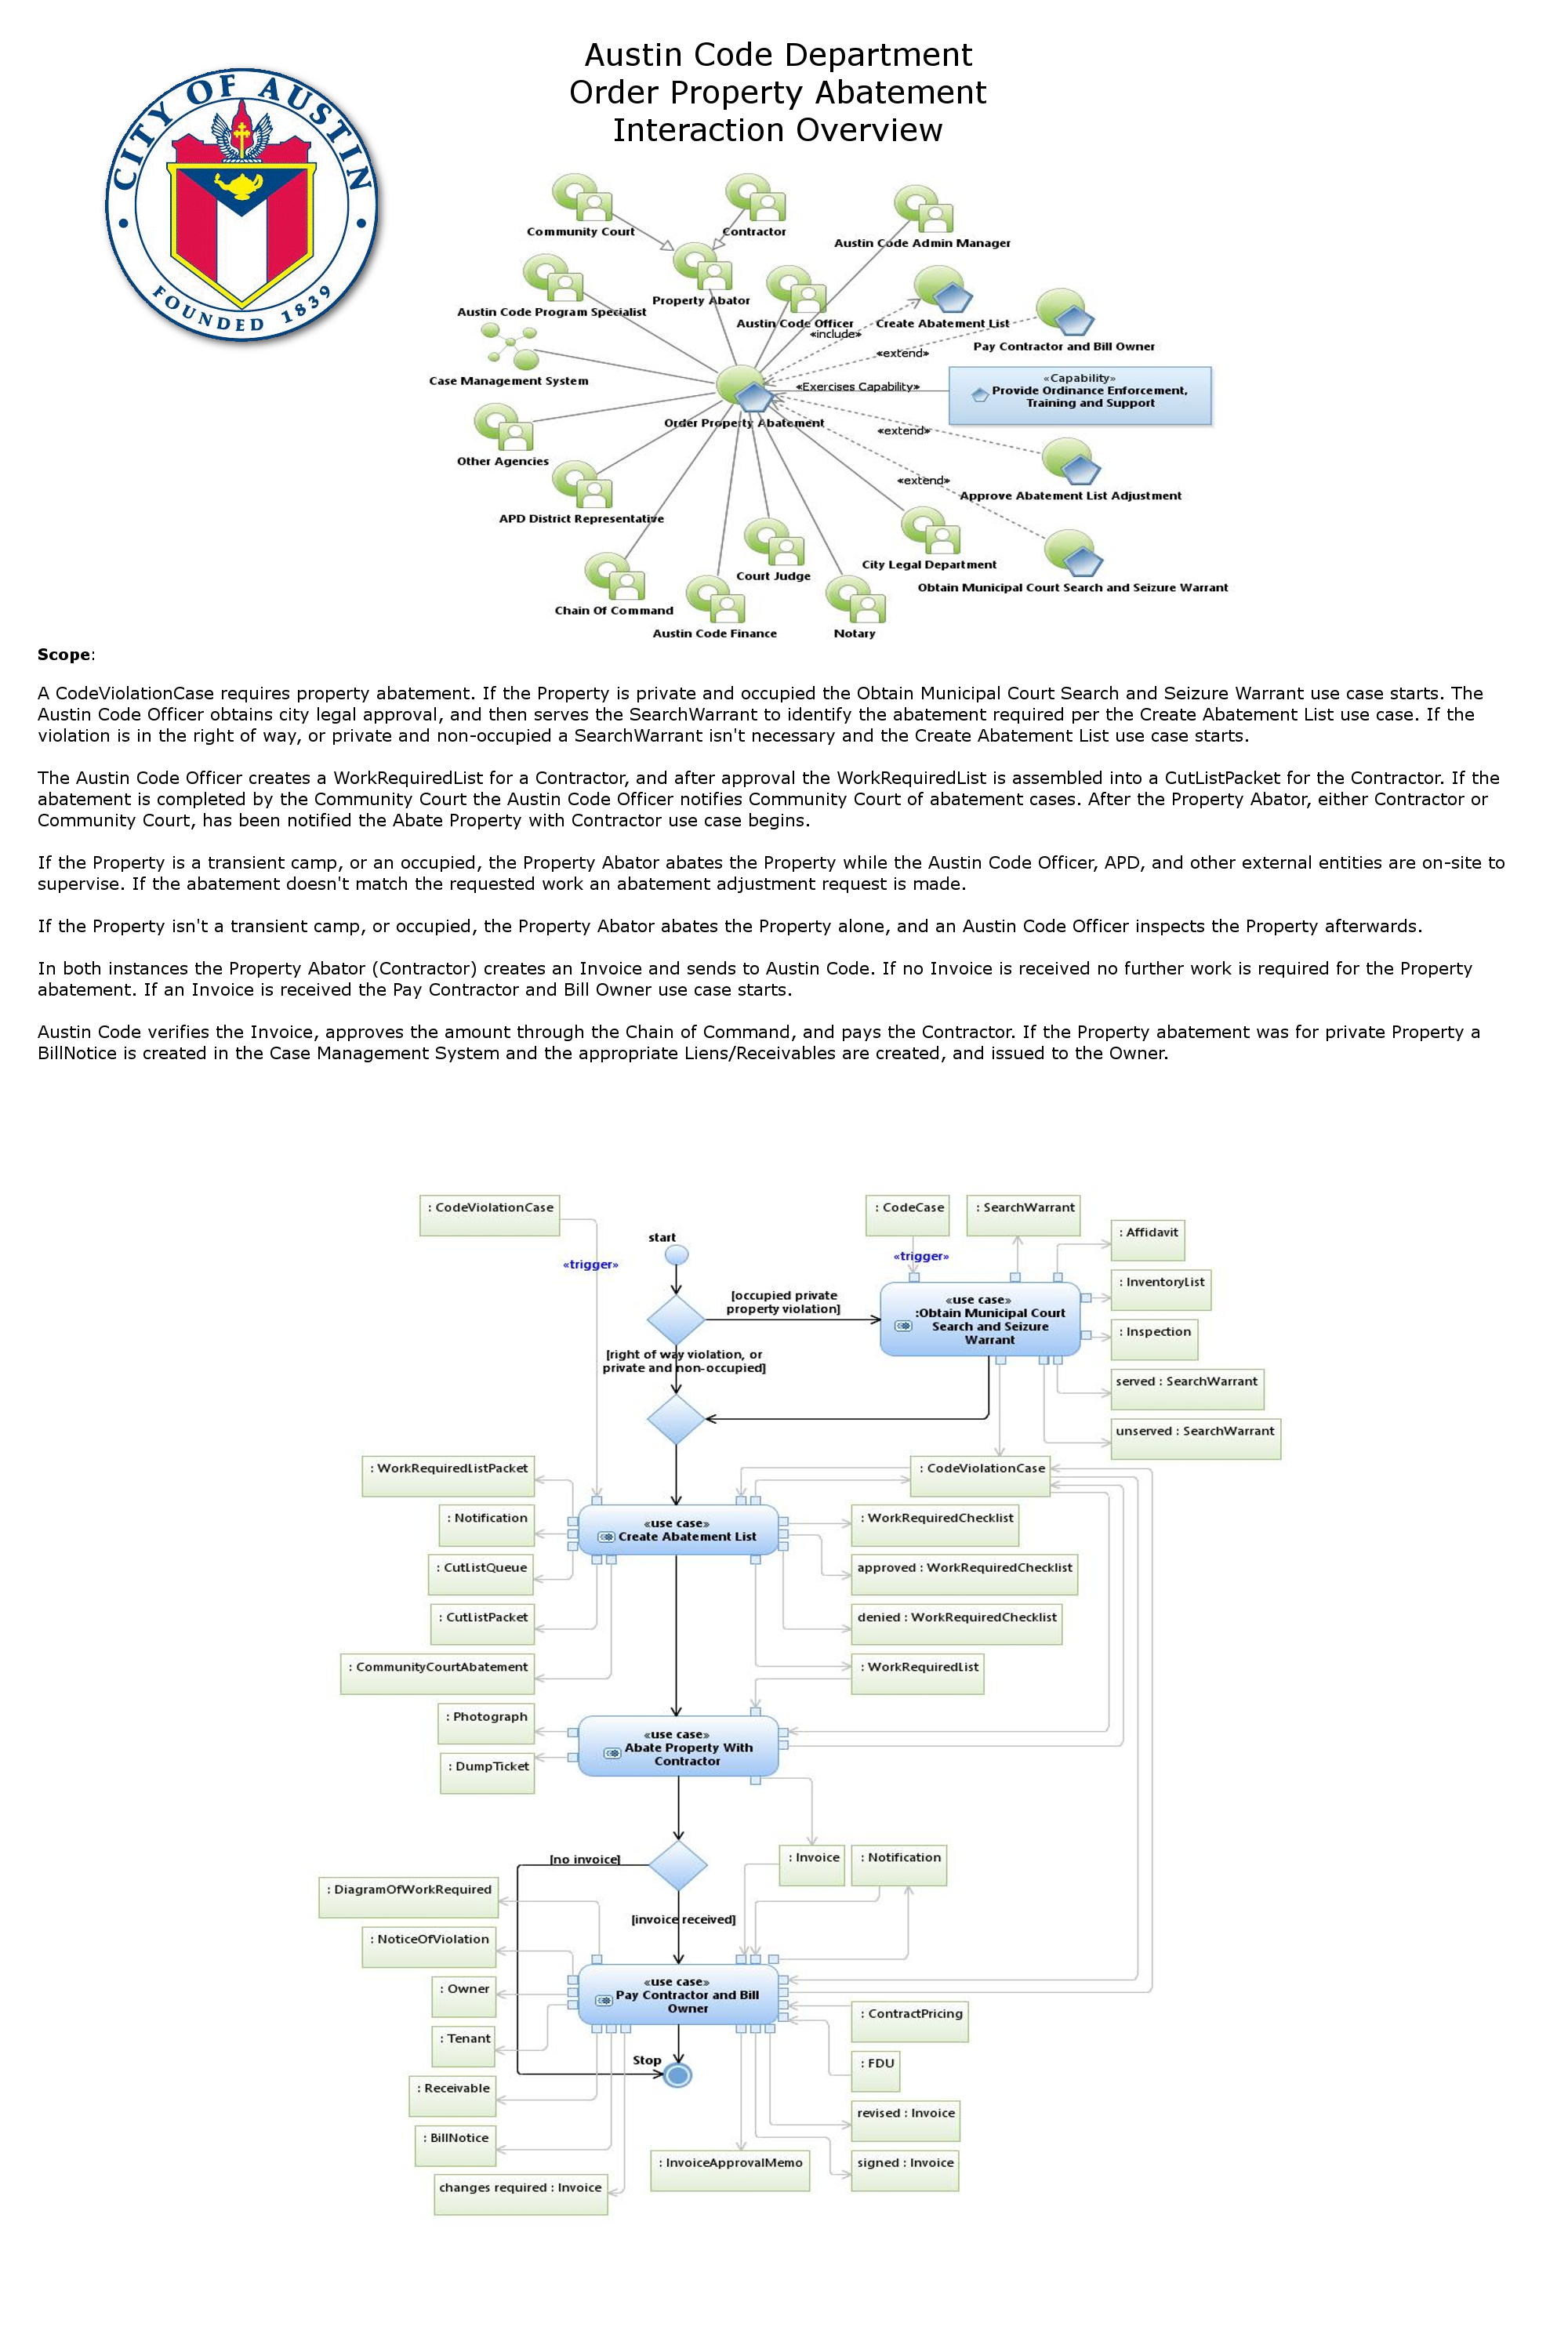 Austin Code Department
Order Property Abatement
Interaction Overview
CITY OF AUSTIN
FOUNDED 1839
Community Court
Contractor
Austin Code Admin Manager
Property Abator
Austin Code Program Specialist
Austin Code Officer
Create Abatement List
«include»
Pay Contractor and Bill Owner
«extend»
Case Management System
«Exercises Capability»
«Capability»
Provide Ordinance Enforcement,
Training and Support
Order Property Abatement
«extend»
Other Agencies
«extend»
Approve Abatement List Adjustment
APD District Representative
City Legal Department
Court Judge
Obtain Municipal Court Search and Seizure Warrant
Chain Of Command
Austin Code Finance
Notary
Scope:
A CodeViolationCase requires property abatement. If the Property is private and occupied the Obtain Municipal Court Search and Seizure Warrant use case starts. The
Austin Code Officer obtains city legal approval, and then serves the SearchWarrant to identify the abatement required per the Create Abatement List use case. If the
violation is in the right of way, or private and non-occupied a SearchWarrant isn't necessary and the Create Abatement List use case starts.
The Austin Code Officer creates a WorkRequiredList for a Contractor, and after approval the WorkRequiredList is assembled into a CutListPacket for the Contractor. If the
abatement is completed by the Community Court the Austin Code Officer notifies Community Court of abatement cases. After the Property Abator, either Contractor or
Community Court, has been notified the Abate Property with Contractor use case begins.
If the Property is a transient camp, or an occupied, the Property Abator abates the Property while the Austin Code Officer, APD, and other external entities are on-site to
supervise. If the abatement doesn't match the requested work an abatement adjustment request is made.
If the Property isn't a transient camp, or occupied, the Property Abator abates the Property alone, and an Austin Code Officer inspects the Property afterwards.
In both instances the Property Abator (Contractor) creates an Invoice and sends to Austin Code. If no Invoice is received no further work is required for the Property
abatement. If an Invoice is received the Pay Contractor and Bill Owner use case starts.
Austin Code verifies the Invoice, approves the amount through the Chain of Command, and pays the Contractor. If the Property abatement was for private Property a
BillNotice is created in the Case Management System and the appropriate Liens/Receivables are created, and issued to the Owner.
: CodeViolationCase
: CodeCase
: SearchWarrant
: Affidavit
start
«trigger»
«trigger»
: InventoryList
[occupied private
property violation]
«use case»
:Obtain Municipal Court
Search and Seizure
Warrant
: Inspection
[right of way violation, or
private and non-occupied]
served : SearchWarrant
unserved : SearchWarrant
: WorkRequiredListPacket
: CodeViolationCase
: Notification
«use case»
Create Abatement List
: WorkRequiredChecklist
: CutListQueue
approved : WorkRequiredChecklist
: CutListPacket
denied : WorkRequiredChecklist
: CommunityCourtAbatement
: WorkRequiredList
: Photograph
«use case»
Abate Property With
Contractor
: DumpTicket
[no invoice]
: Invoice
: Notification
: DiagramOfWorkRequired
[invoice received]
: NoticeOfViolation
«use case»
Pay Contractor and Bill
Owner
: Owner
: ContractPricing
: Tenant
Stop
: FDU
: Receivable
revised : Invoice
: BillNotice
: InvoiceApprovalMemo
signed : Invoice
changes required : Invoice